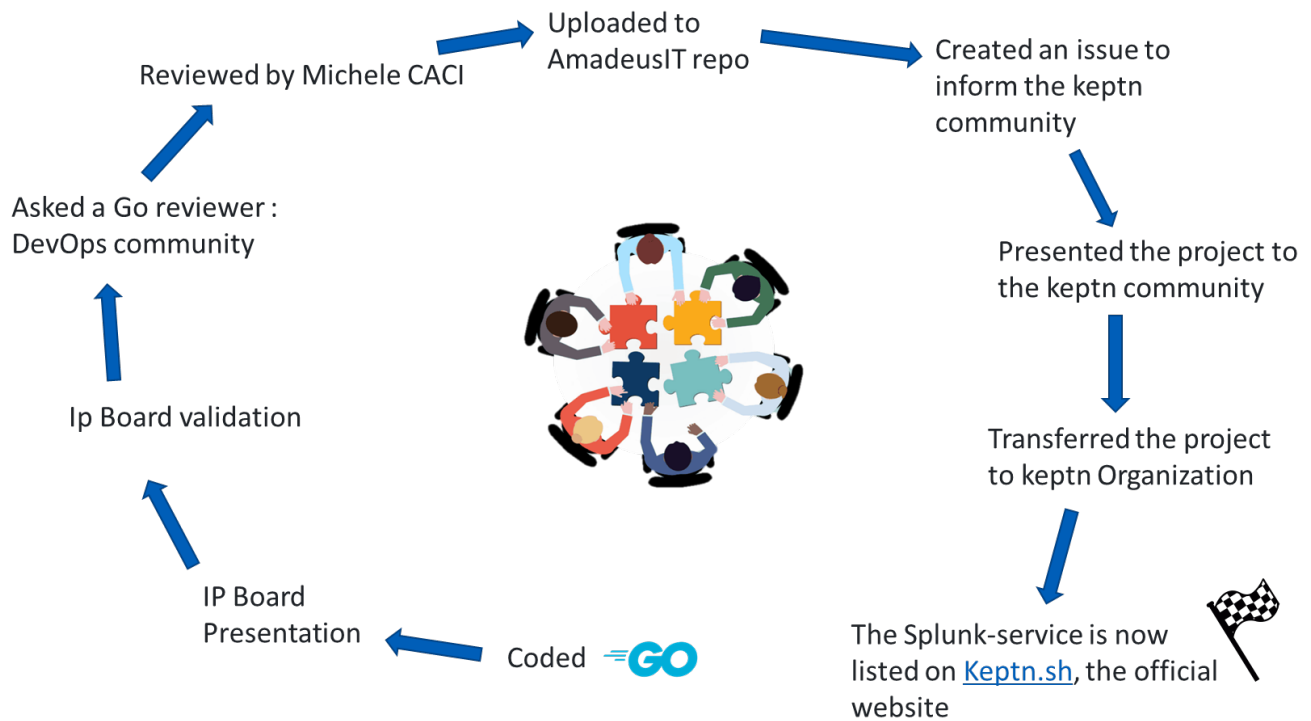 Uploaded to
AmadeusIT repo
Created an issue to
inform the keptn
community
Reviewed by Michele CACI
Asked a Go reviewer :
DevOps community
Presented the project to
the keptn community
Ip Board validation
Transferred the project
to keptn Organization
IP Board
Presentation
Coded GO
The Splunk-service is now
listed on Keptn.sh, the official
website